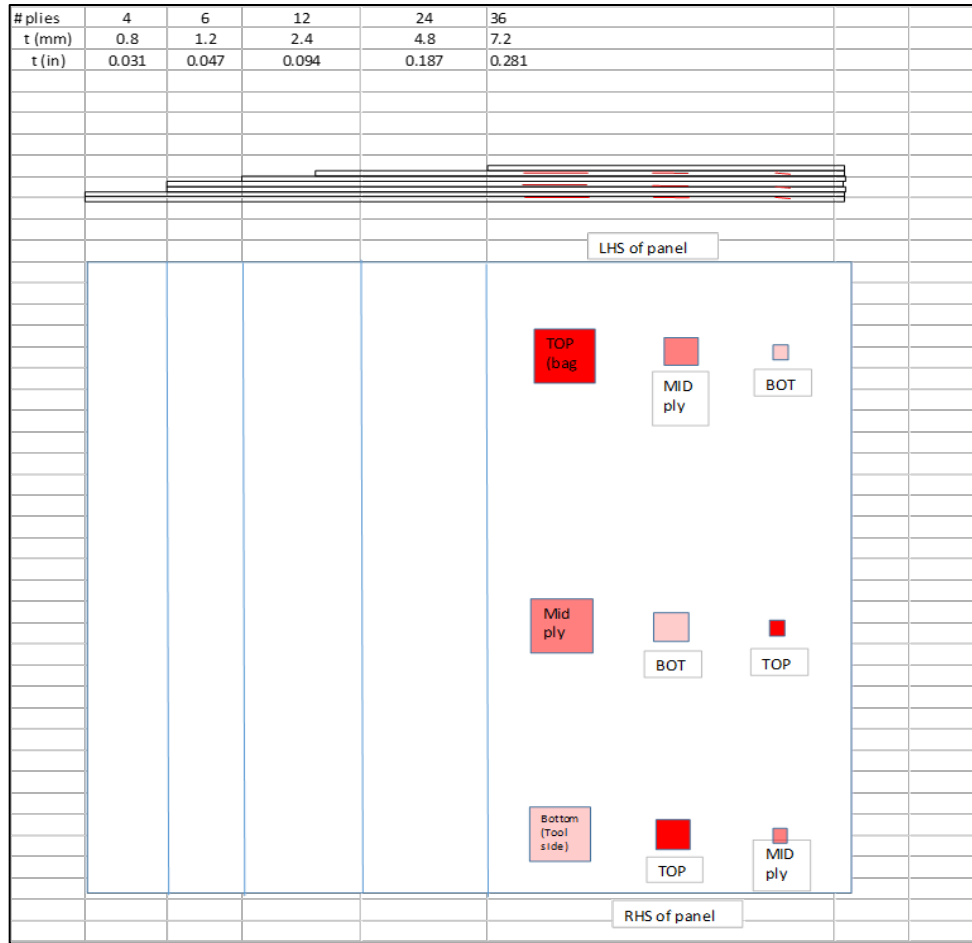 # plies 4 6 12 24 36
t (mm) 0.8 1.2 2.4 4.8 7.2
t (in) 0.031 0.047 0.094 0.187 0.281
LHS of panel
TOP
(bag
MID
ply
BOT
Mid
ply
BOT
TOP
Bottom
(Tool
side)
TOP
MID
ply
RHS of panel